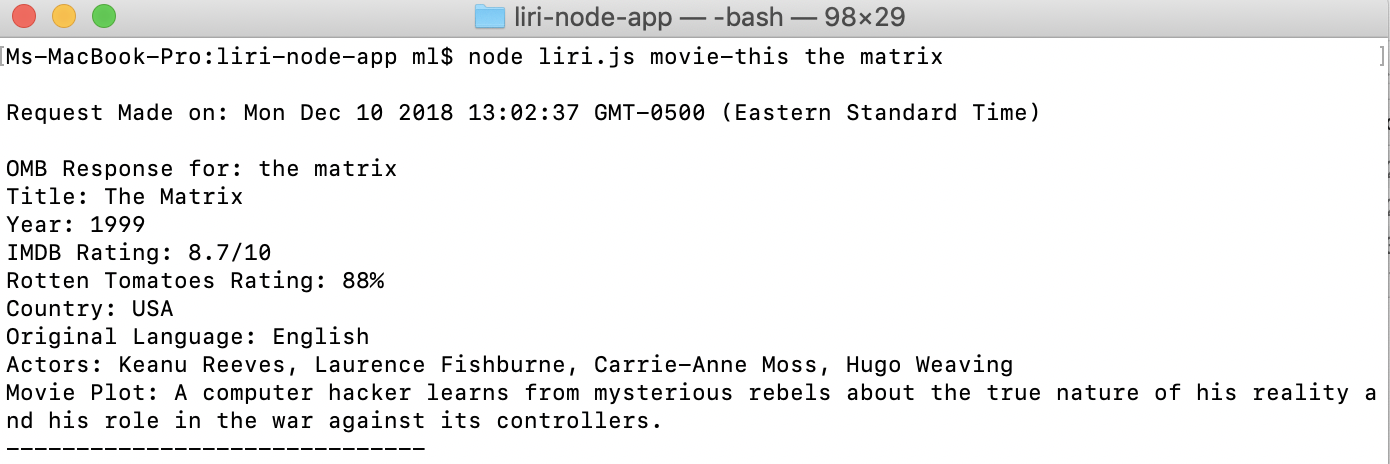 liri-node-app — -bash — 98×29
[Ms-MacBook-Pro:liri-node-app ml$ node liri.js movie-this the matrix ]
Request Made on: Mon Dec 10 2018 13:02:37 GMT-0500 (Eastern Standard Time)
OMB Response for: the matrix
Title: The Matrix
Year: 1999
IMDB Rating: 8.7/10
Rotten Tomatoes Rating: 88%
Country: USA
Original Language: English
Actors: Keanu Reeves, Laurence Fishburne, Carrie-Anne Moss, Hugo Weaving
Movie Plot: A computer hacker learns from mysterious rebels about the true nature of his reality a
nd his role in the war against its controllers.
------------------------------